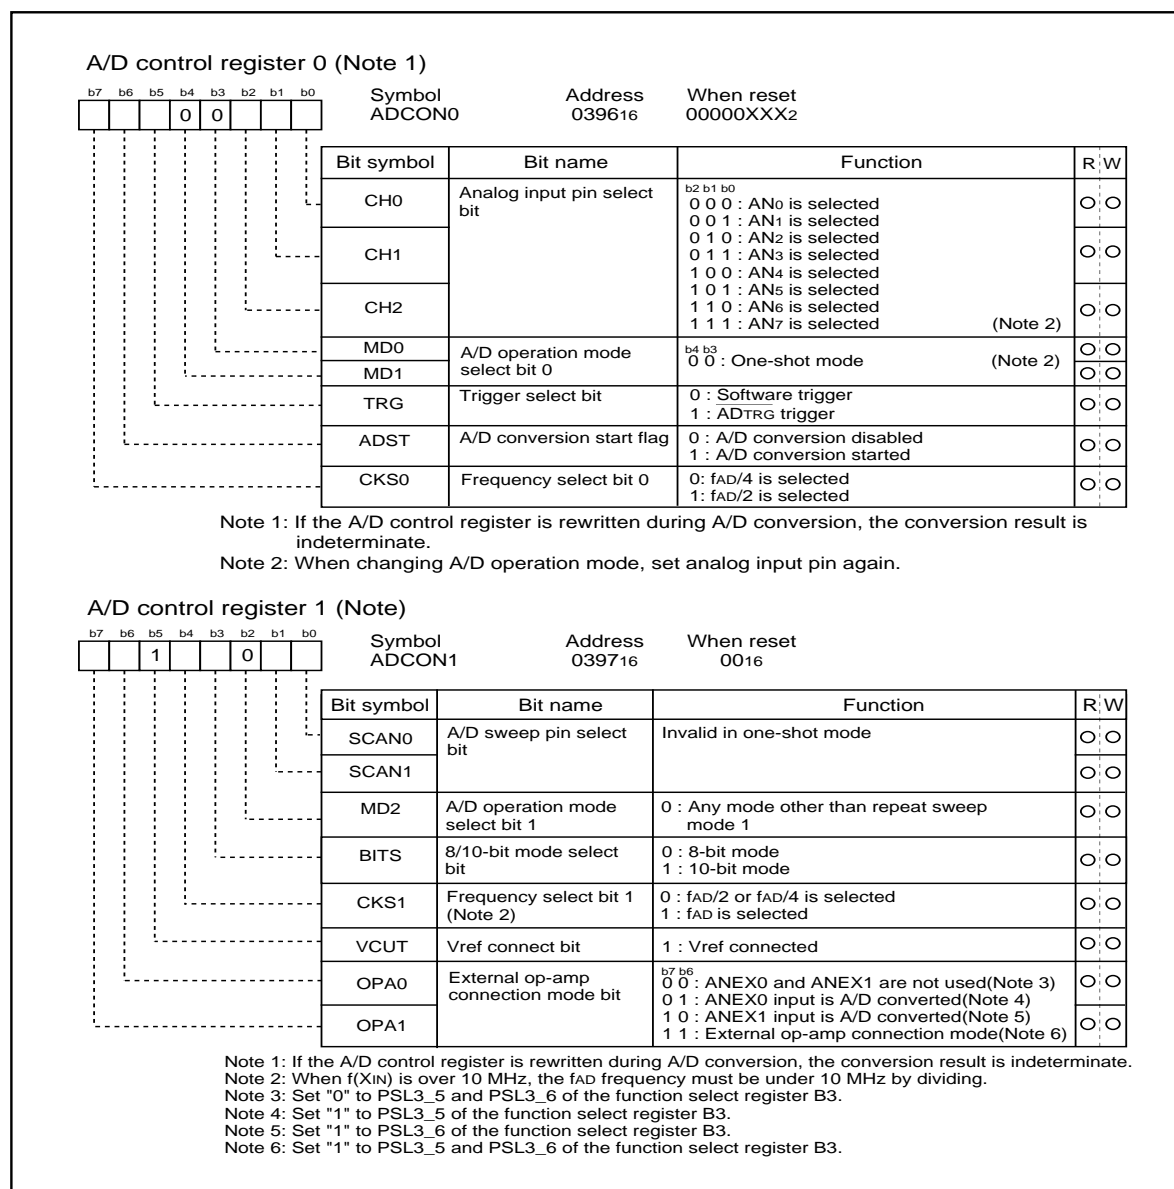 A/D control register 0 (Note 1)
b7 b6 b5 b4 b3 b2 b1 b0
0 0
Symbol Address When reset
ADCON0 039616 00000XXX2
Bit symbol Bit name Function R W
CH0 Analog input pin select bit
CH1
CH2
b2 b1 b0
0 0 0 : AN0 is selected
0 0 1 : AN1 is selected
0 1 0 : AN2 is selected
0 1 1 : AN3 is selected
1 0 0 : AN4 is selected
1 0 1 : AN5 is selected
1 1 0 : AN6 is selected
1 1 1 : AN7 is selected (Note 2)
MD0
MD1
A/D operation mode
select bit 0
b4 b3
0 0 : One-shot mode (Note 2)
TRG Trigger select bit
0 : Software trigger
1 : ADTRG trigger
ADST A/D conversion start flag
0 : A/D conversion disabled
1 : A/D conversion started
CKS0 Frequency select bit 0
0: fAD/4 is selected
1: fAD/2 is selected
Note 1: If the A/D control register is rewritten during A/D conversion, the conversion result is
indeterminate.
Note 2: When changing A/D operation mode, set analog input pin again.
A/D control register 1 (Note)
b7 b6 b5 b4 b3 b2 b1 b0
1 0
Symbol Address When reset
ADCON1 039716 0016
Bit symbol Bit name Function R W
SCAN0
SCAN1
A/D sweep pin select
bit
Invalid in one-shot mode
MD2
A/D operation mode
select bit 1
0 : Any mode other than repeat sweep
mode 1
BITS
8/10-bit mode select
bit
0 : 8-bit mode
1 : 10-bit mode
CKS1
Frequency select bit 1
(Note 2)
0 : fAD/2 or fAD/4 is selected
1 : fAD is selected
VCUT Vref connect bit 1 : Vref connected
OPA0
OPA1
External op-amp
connection mode bit
b7 b6
0 0 : ANEX0 and ANEX1 are not used(Note 3)
0 1 : ANEX0 input is A/D converted(Note 4)
1 0 : ANEX1 input is A/D converted(Note 5)
1 1 : External op-amp connection mode(Note 6)
Note 1: If the A/D control register is rewritten during A/D conversion, the conversion result is indeterminate.
Note 2: When f(XIN) is over 10 MHz, the fAD frequency must be under 10 MHz by dividing.
Note 3: Set "0" to PSL3_5 and PSL3_6 of the function select register B3.
Note 4: Set "1" to PSL3_5 of the function select register B3.
Note 5: Set "1" to PSL3_6 of the function select register B3.
Note 6: Set "1" to PSL3_5 and PSL3_6 of the function select register B3.